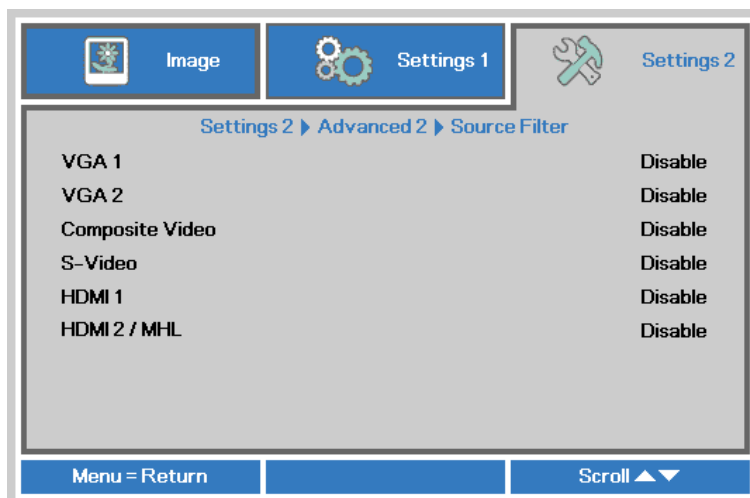 Image Settings 1 Settings 2
Settings 2 ▶ Advanced 2 ▶ Source Filter
VGA 1 Disable
VGA 2 Disable
Composite Video Disable
S-Video Disable
HDMI 1 Disable
HDMI 2 / MHL Disable
Menu = Return Scroll ▲▼